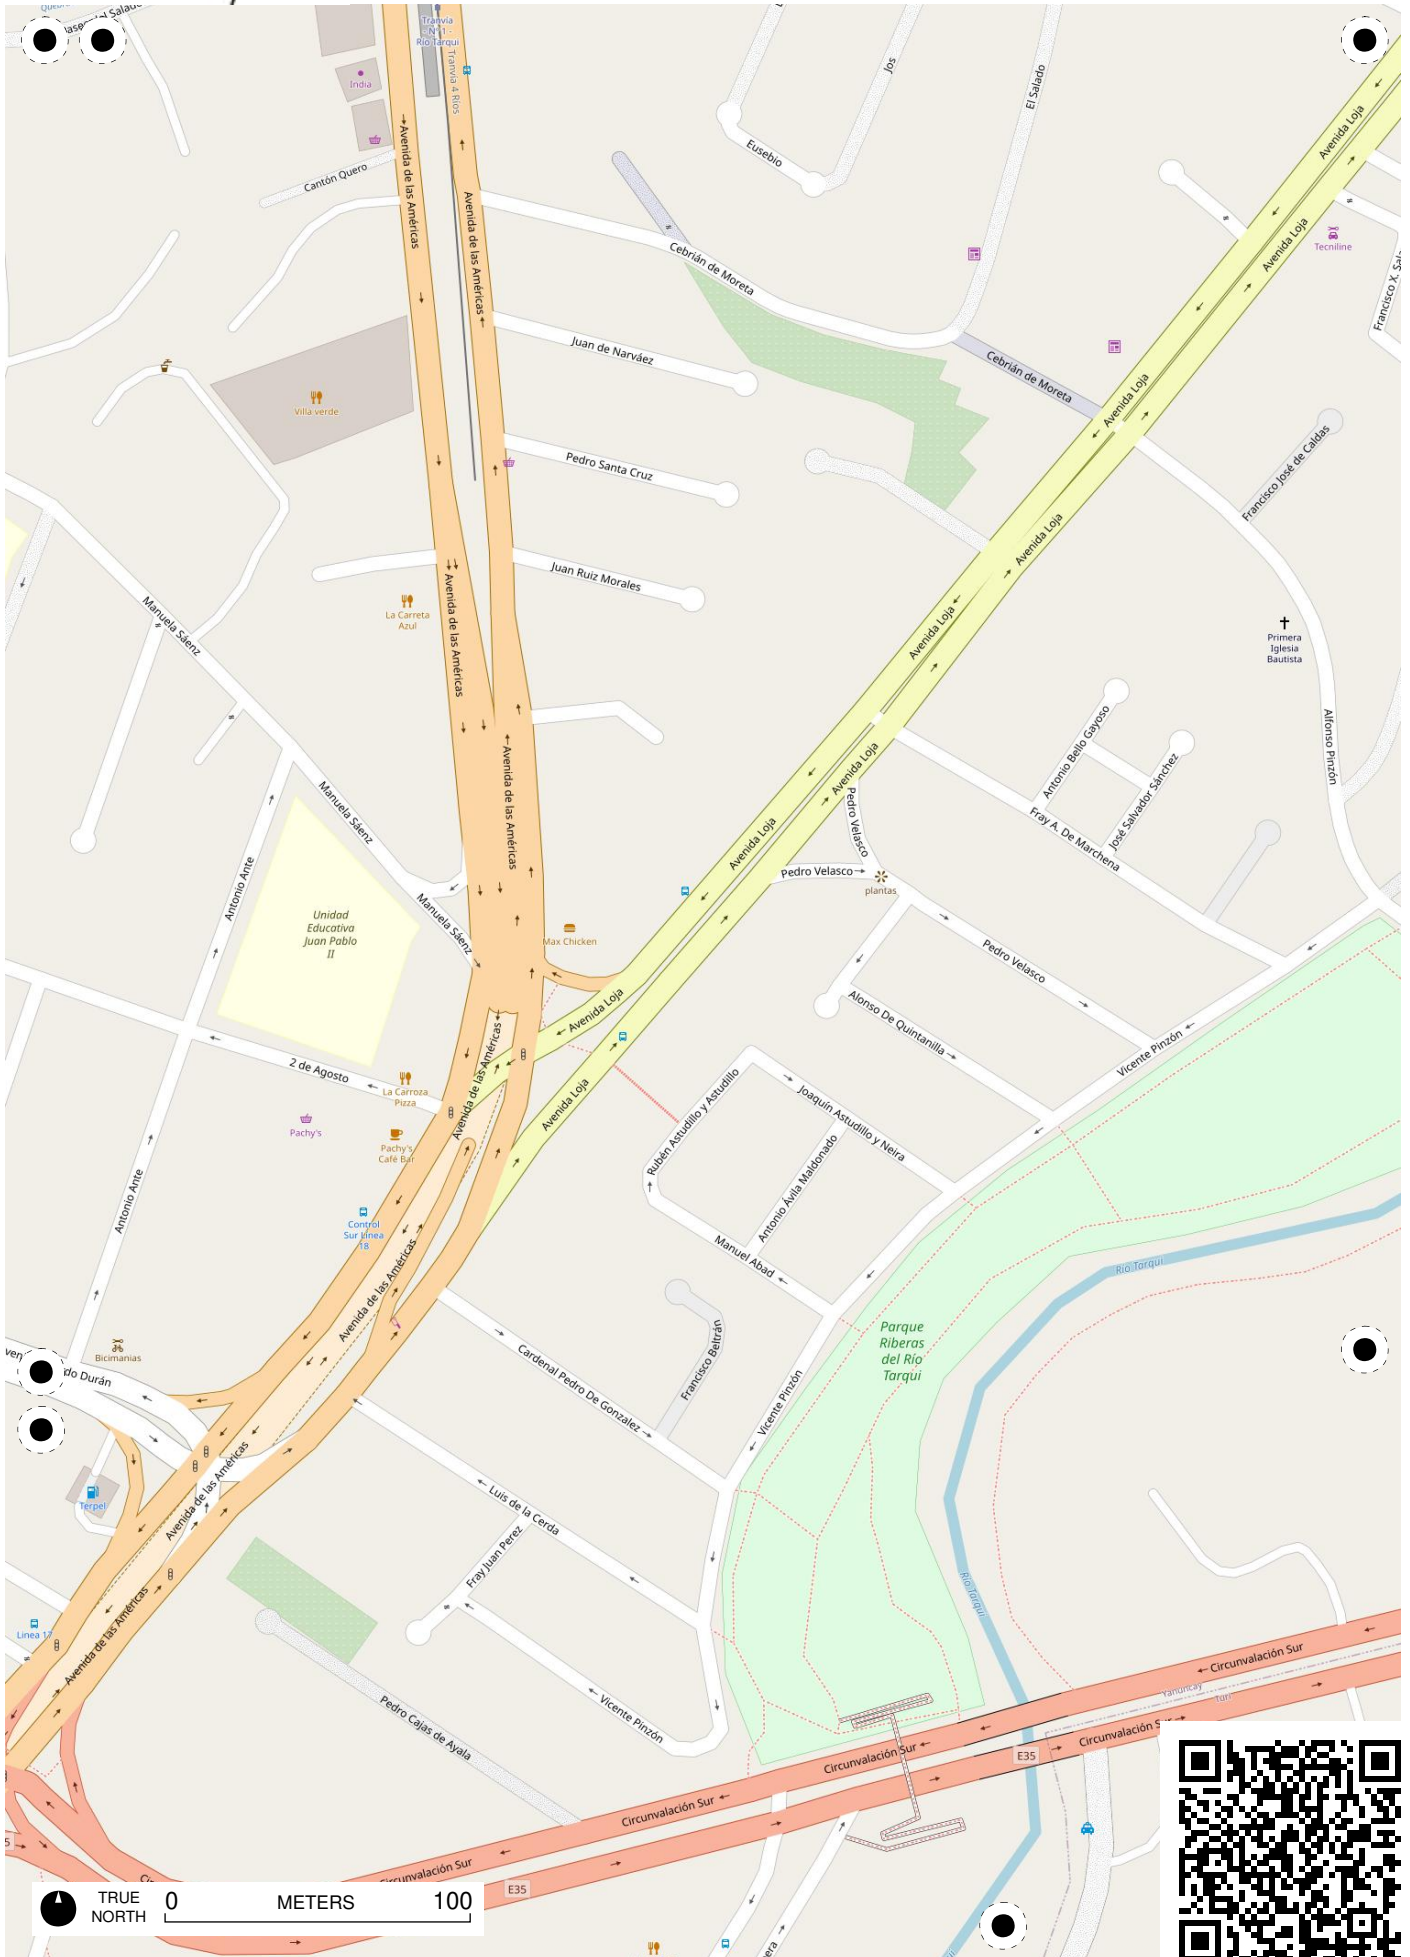 Tranvía
- N° 1 -
Río Tarqui
Tranvía 4 Ríos
India
Cantón Quero
Avenida de las Américas
Avenida de las Américas
Eusebio
Jos
El Salado
Avenida Loja
Avenida Loja
Tecniline
Cebrián de Moreta
Juan de Narváez
Cebrián de Moreta
Avenida Loja
Villa verde
Pedro Santa Cruz
Francisco José de Caldas
Avenida Loja
Juan Ruiz Morales
La Carreta
Azul
Manuela Sáenz
Avenida de las Américas
Avenida Loja
Primera
Iglesia
Bautista
Alfonso Pinzón
Antonio Bello Gayoso
José Salvador Sánchez
Fray A. De Marchena
Avenida Loja
Pedro Velasco
Avenida de las Américas
Manuela Sáenz
Avenida Loja
Pedro Velasco
plantas
Antonio Ante
Unidad
Educativa
Juan Pablo
II
Manuela Sáenz
Max Chicken
Pedro Velasco
Avenida Loja
Alonso De Quintanilla
Vicente Pinzón
2 de Agosto
La Carroza
Pizza
Avenida de las Américas
Avenida Loja
Rubén Astudillo y Astudillo
Joaquín Astudillo y Neira
Pachy's
Pachy's
Café Bar
Antonio Ávila Maldonado
Antonio Ante
Control
Sur Línea
18
Manuel Abad
Río Tarqui
Avenida de las Américas
Parque
Riberas
del Río
Tarqui
Bicimanias
do Durán
Cardenal Pedro De Gonzalez
Francisco Beltrán
Vicente Pinzón
Avenida de las Américas
Terpel
Luis de la Cerda
Fray Juan Perez
Río Tarqui
Linea 17
Avenida de las Américas
Pedro Cajas de Ayala
Vicente Pinzón
Circunvalación Sur
Yanuncay
Turi
Circunvalación Sur
E35
Circunvalación Sur
Circunvalación Sur
Circunvalación Sur
E35
TRUE
NORTH
0 METERS 100